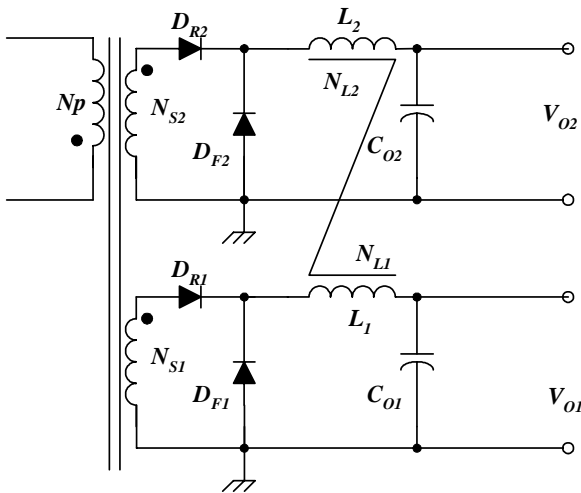 D_R2
L_2
Np
N_S2
N_L2
V_O2
D_F2
C_O2
D_R1
N_L1
L_1
N_S1
D_F1
C_O1
V_O1